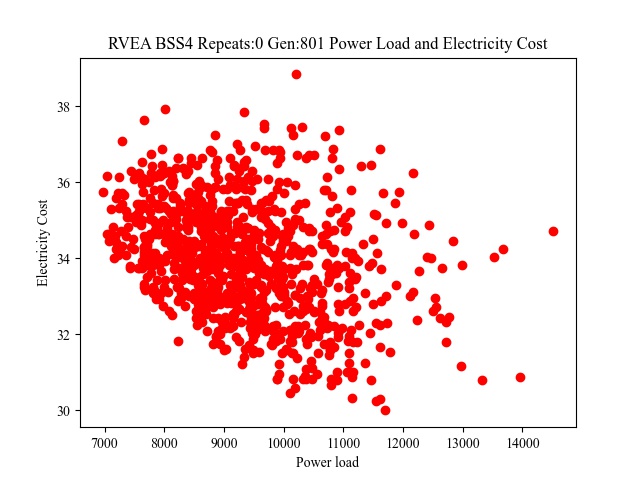 RVEA BSS4 Repeats:0 Gen:801 Power Load and Electricity Cost
Electricity Cost
38
36
34
32
30
7000 8000 9000 10000 11000 12000 13000 14000
Power load